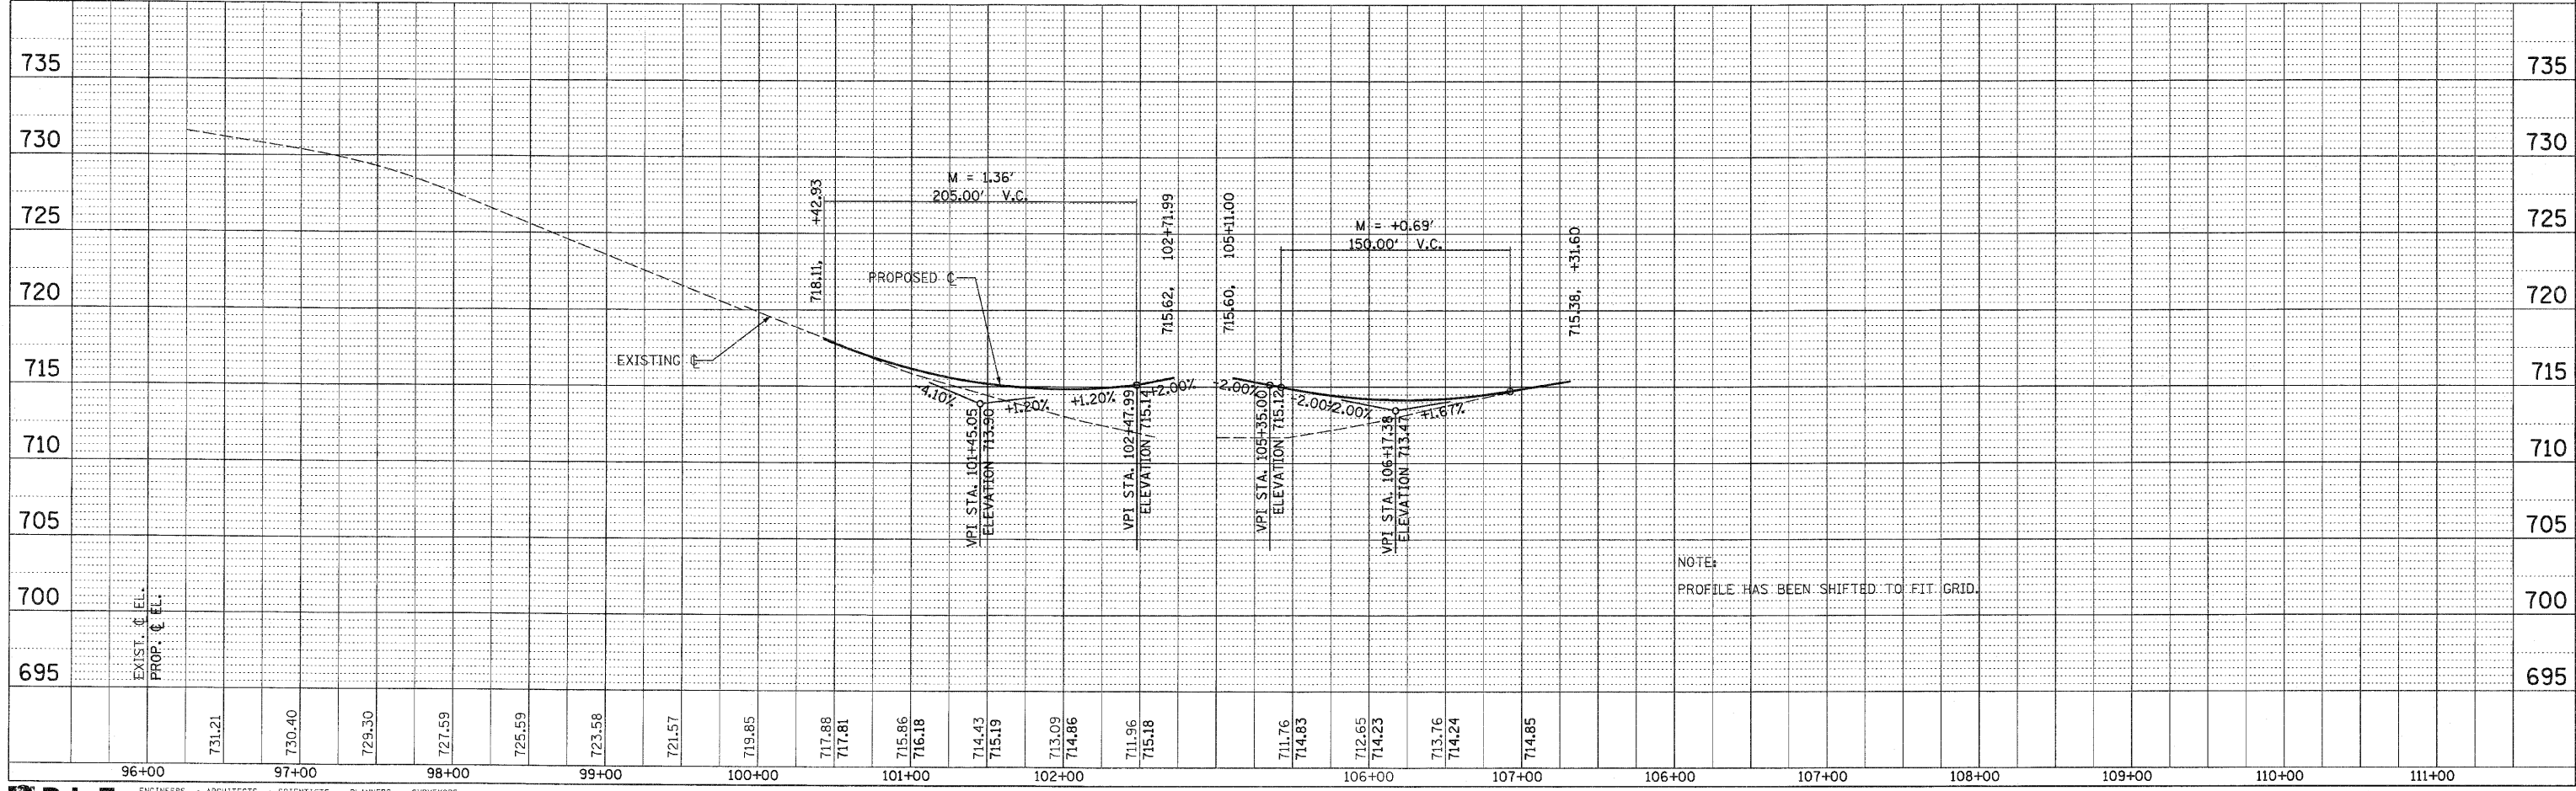 735 735
730 730
725 725
720 720
715 715
710 710
705 705
700 700
695 695
M = 1.36'
205.00' V.C.
718.11, +42.93
715.62, 102+71.99
715.60, 105+11.00
M = +0.69'
150.00' V.C.
715.38, +31.60
PROPOSED ℄
EXISTING ℄
-4.10%
+1.20%
+1.20%
+2.00%
-2.00%
-2.00%
-2.00%
+1.67%
VPI STA. 101+45.05
ELEVATION 713.90
VPI STA. 102+47.99
ELEVATION 715.14
VPI STA. 105+35.00
ELEVATION 715.12
VPI STA. 106+17.38
ELEVATION 713.47
NOTE:
PROFILE HAS BEEN SHIFTED TO FIT GRID.
EXIST. ℄ EL.
PROP. ℄ EL.
731.21
730.40
729.30
727.59
725.59
723.58
721.57
719.85
717.88
717.81
715.86
716.18
714.43
715.19
713.09
714.86
711.96
715.18
711.76
714.83
712.65
714.23
713.76
714.24
714.85
96+00 97+00 98+00 99+00 100+00 101+00 102+00 106+00 107+00 106+00 107+00 108+00 109+00 110+00 111+00